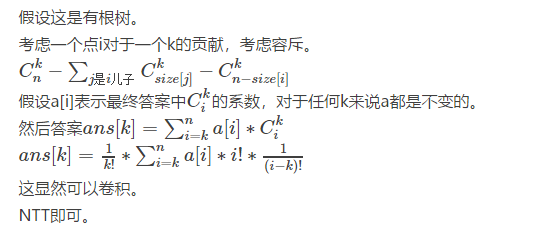 假设这是有根树。
考虑一个点i对于一个k的贡献，考虑容斥。
$C_n^k - \sum_{j是i儿子} C_{size[j]}^k - C_{n-size[i]}^k$
假设a[i]表示最终答案中$C_i^k$的系数，对于任何k来说a都是不变的。
然后答案$ans[k] = \sum_{i=k}^n a[i] * C_i^k$
$ans[k] = \frac{1}{k!} * \sum_{i=k}^n a[i] * i! * \frac{1}{(i-k)!}$
这显然可以卷积。
NTT即可。